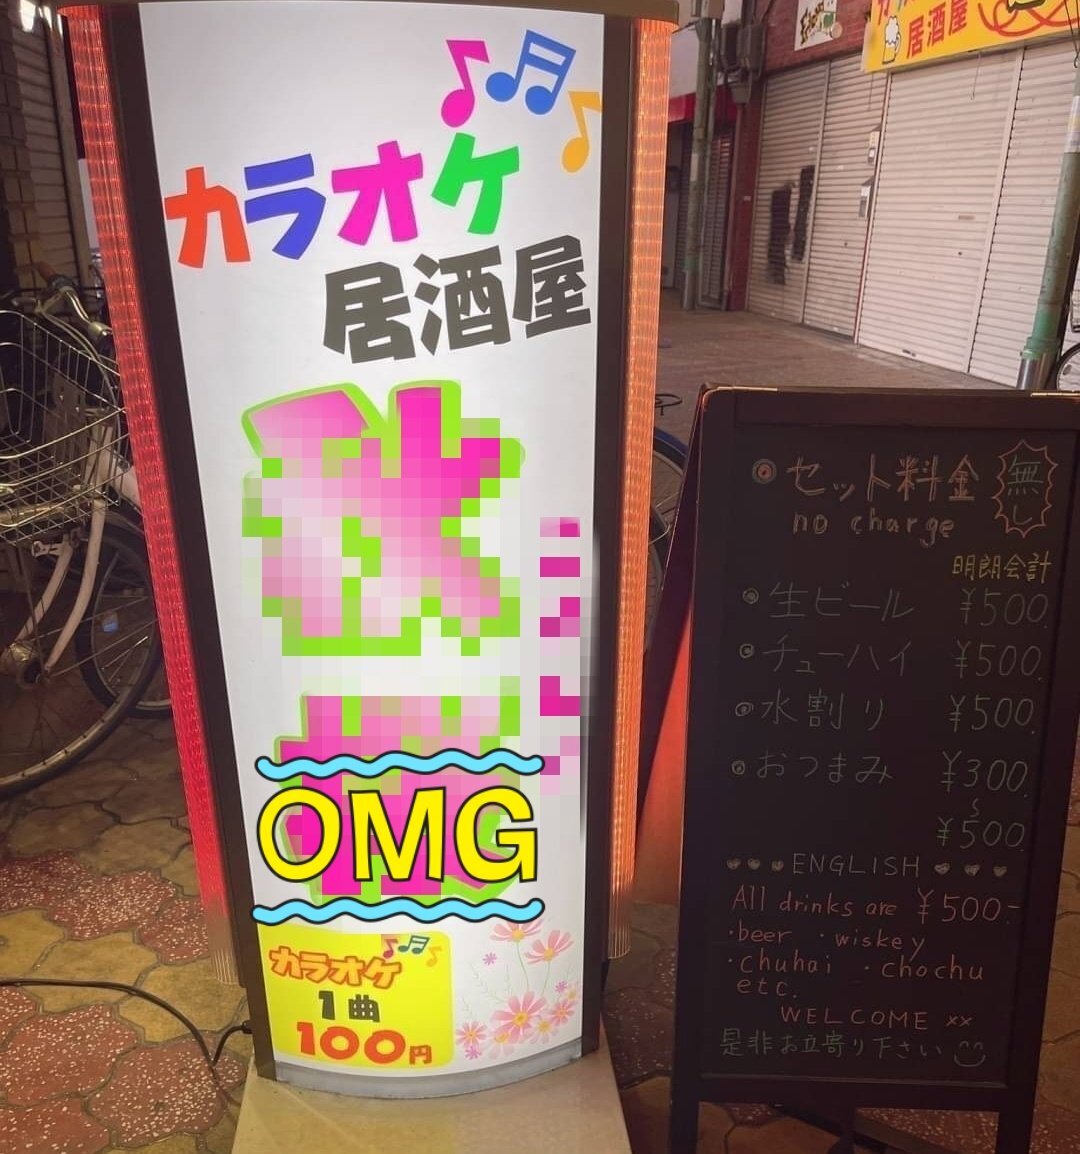 カラオケ
居酒屋
OMG
カラオケ
1曲
100円
居酒屋
セット料金 無し
no charge
明朗会計
生ビール ¥500.
チューハイ ¥500.
水割り ¥500.
おつまみ ¥300.
~
¥500
ENGLISH
All drinks are ¥500-
・beer ・wiskey
・chuhai ・chochu
etc.
WELCOME ××
是非お立寄り下さい